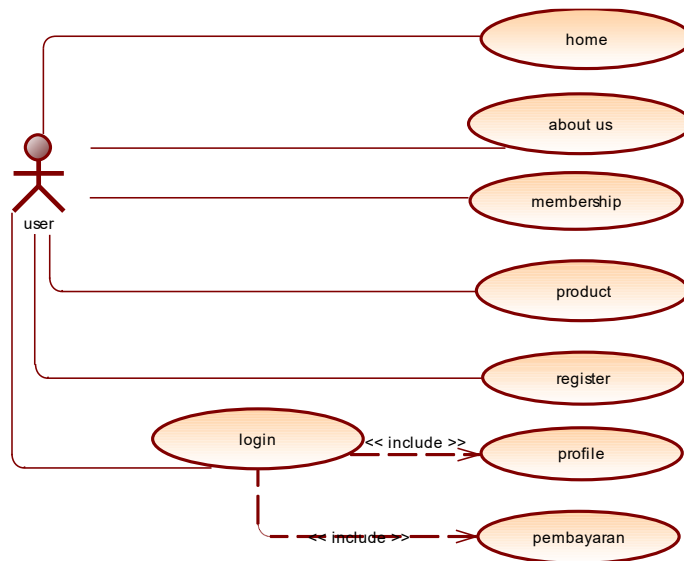 home
about us
membership
user
product
register
login
<< include >>
profile
<< include >>
pembayaran